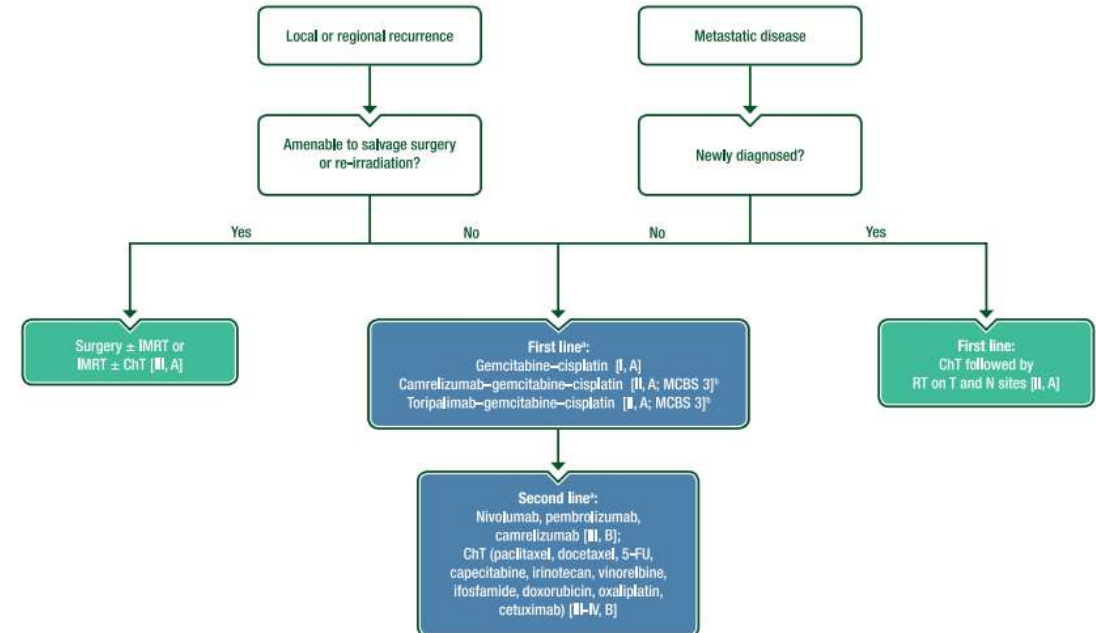 Local or regional recurrence
Metastatic disease
Amenable to salvage surgery
or re-irradiation?
Newly diagnosed?
Yes
No
No
Yes
Surgery ± IMRT or
IMRT ± ChT [III, A]
First lineᵃ:
Gemcitabine–cisplatin [I, A]
Camrelizumab–gemcitabine–cisplatin [II, A; MCBS 3]ᵇ
Toripalimab–gemcitabine–cisplatin [II, A; MCBS 3]ᵇ
First line:
ChT followed by
RT on T and N sites [II, A]
Second lineᵃ:
Nivolumab, pembrolizumab,
camrelizumab [III, B];
ChT (paclitaxel, docetaxel, 5-FU,
capecitabine, irinotecan, vinorelbine,
ifosfamide, doxorubicin, oxaliplatin,
cetuximab) [III-IV, B]